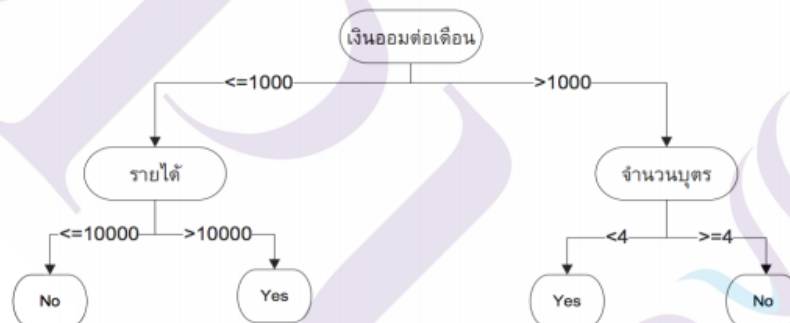 เงินออมต่อเดือน
<=1000 >1000
รายได้ จำนวนบุตร
<=10000 >10000 <4 >=4
No Yes Yes No